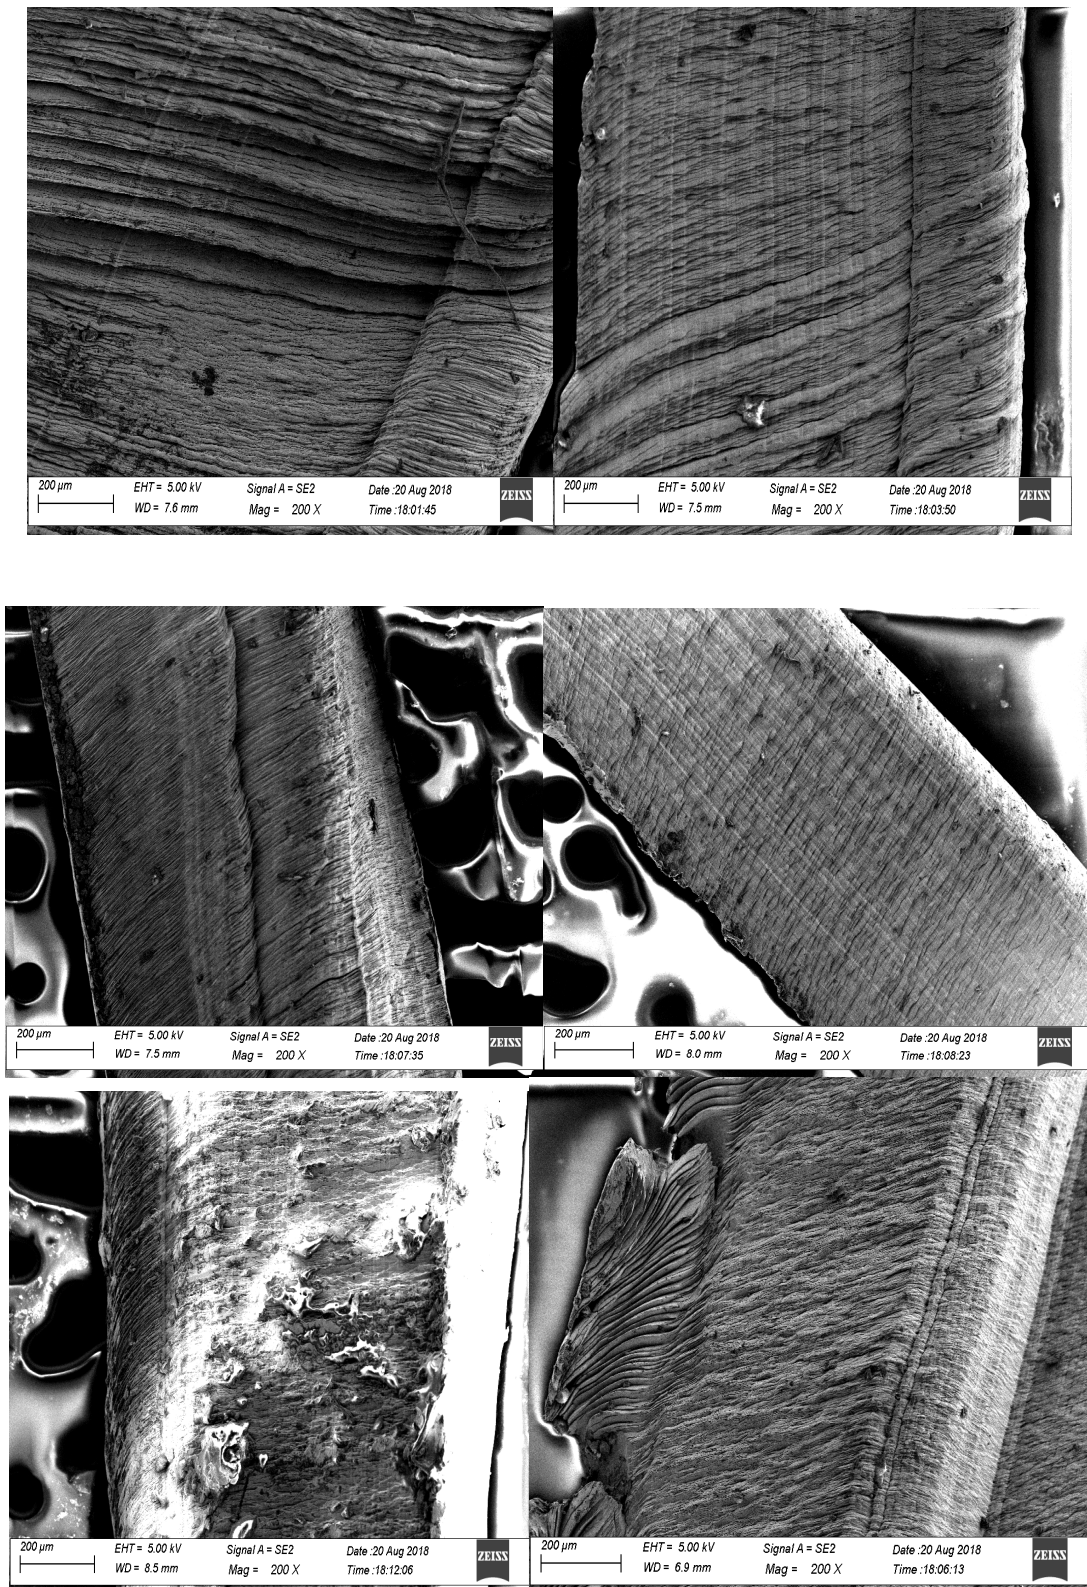 200 µm EHT = 5.00 kV Signal A = SE2 Date :20 Aug 2018 ZEISS
WD = 7.6 mm Mag = 200 X Time :18:01:45
200 µm EHT = 5.00 kV Signal A = SE2 Date :20 Aug 2018 ZEISS
WD = 7.5 mm Mag = 200 X Time :18:03:50
200 µm EHT = 5.00 kV Signal A = SE2 Date :20 Aug 2018 ZEISS
WD = 7.5 mm Mag = 200 X Time :18:07:35
200 µm EHT = 5.00 kV Signal A = SE2 Date :20 Aug 2018 ZEISS
WD = 8.0 mm Mag = 200 X Time :18:08:23
200 µm EHT = 5.00 kV Signal A = SE2 Date :20 Aug 2018 ZEISS
WD = 8.5 mm Mag = 200 X Time :18:12:06
200 µm EHT = 5.00 kV Signal A = SE2 Date :20 Aug 2018 ZEISS
WD = 6.9 mm Mag = 200 X Time :18:06:13